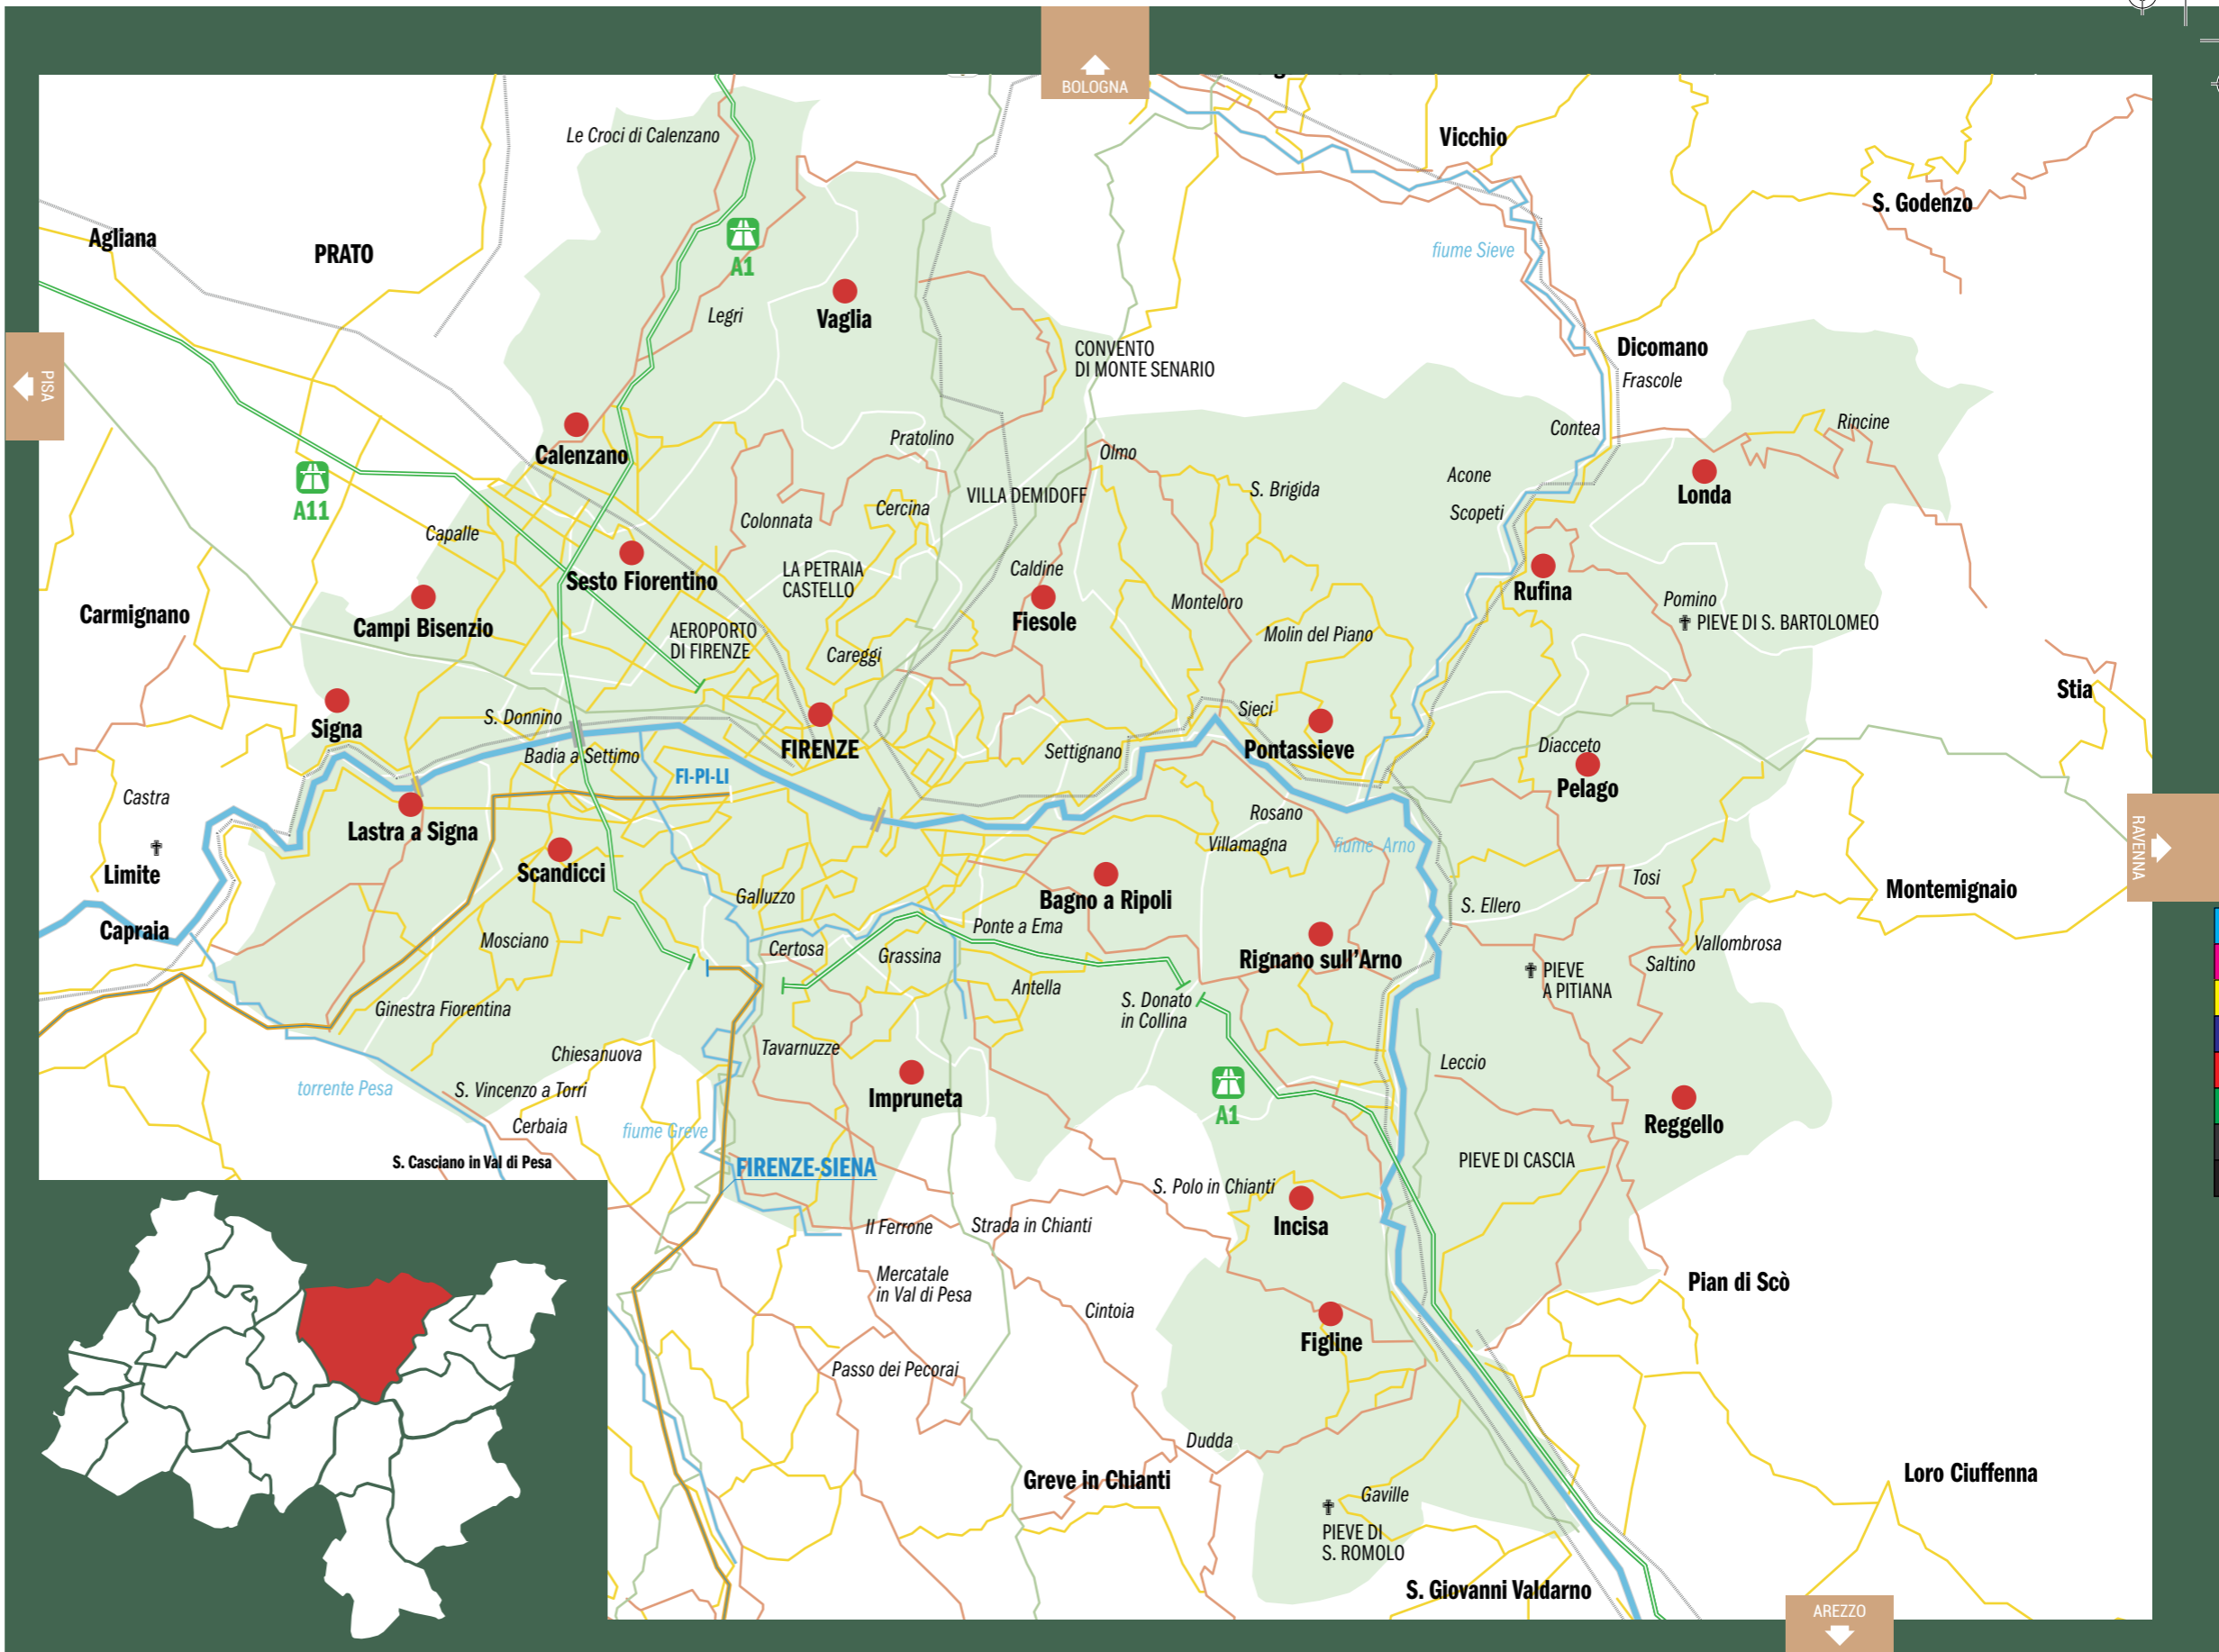 BOLOGNA
Le Croci di Calenzano
Vicchio
S. Godenzo
Agliana
PRATO
fiume Sieve
A1
Legri
Vaglia
CONVENTO
DI MONTE SENARIO
Dicomano
Frascole
PISA
Calenzano
Pratolino
Olmo
Contea
Rincine
A11
Colonnata
Cercina
VILLA DEMIDOFF
S. Brigida
Acone
Scopeti
Londa
Capalle
Sesto Fiorentino
LA PETRAIA
CASTELLO
Caldine
Fiesole
Monteloro
Rufina
Pomino
PIEVE DI S. BARTOLOMEO
Carmignano
Campi Bisenzio
AEROPORTO
DI FIRENZE
Careggi
Molin del Piano
Stia
Signa
S. Donnino
Badia a Settimo
FIRENZE
Settignano
Sieci
Pontassieve
Diacceto
Pelago
FI-PI-LI
Castra
Limite
Capraia
Lastra a Signa
Scandicci
Rosano
Villamagna
fiume Arno
RAVENNA
Galluzzo
Bagno a Ripoli
Tosi
Montemignaio
S. Ellero
Mosciano
Certosa
Grassina
Ponte a Ema
Rignano sull'Arno
Vallombrosa
Saltino
PIEVE
A PITIANA
Antella
S. Donato
in Collina
Ginestra Fiorentina
Chiesanuova
Tavarnuzze
Leccio
torrente Pesa
S. Vincenzo a Torri
Impruneta
A1
Reggello
Cerbaia
fiume Greve
S. Casciano in Val di Pesa
FIRENZE-SIENA
PIEVE DI CASCIA
S. Polo in Chianti
Incisa
Il Ferrone
Strada in Chianti
Mercatale
in Val di Pesa
Pian di Scò
Cintoia
Figline
Passo dei Pecorai
Dudda
Greve in Chianti
Loro Ciuffenna
Gaville
PIEVE DI
S. ROMOLO
S. Giovanni Valdarno
AREZZO